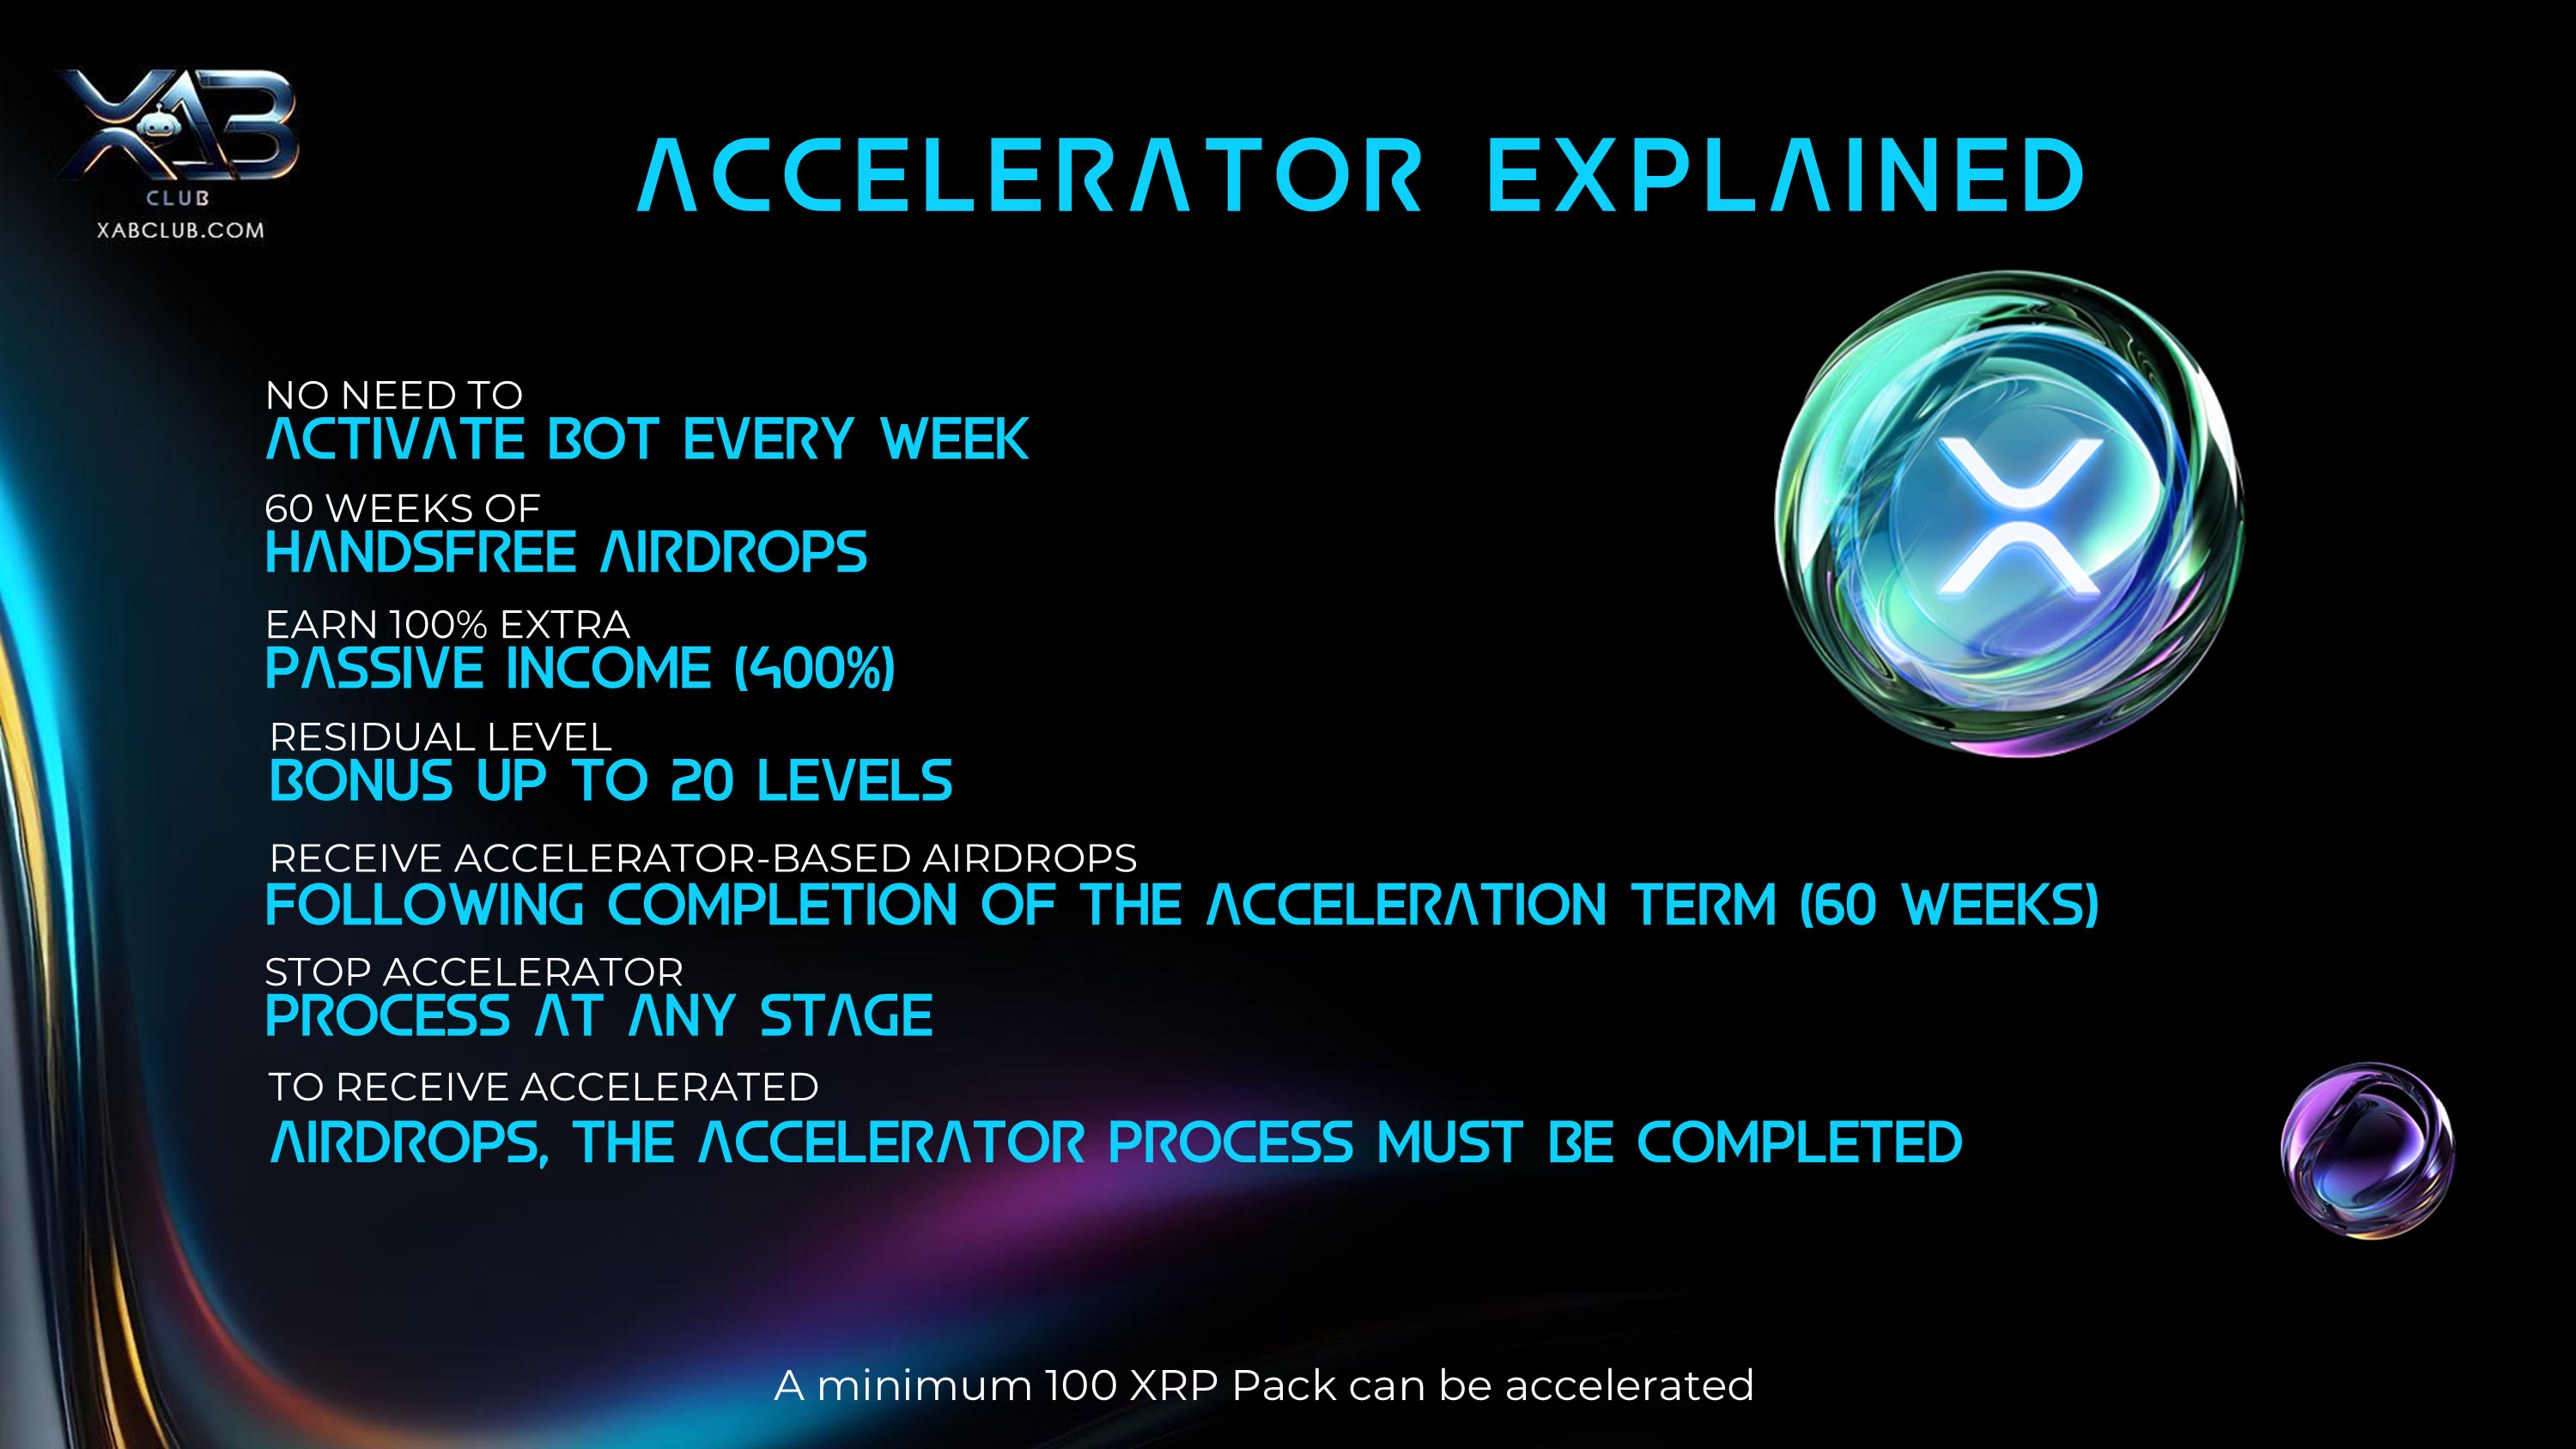 XAB
CLUB
XABCLUB.COM
ACCELERATOR EXPLAINED
NO NEED TO
ACTIVATE BOT EVERY WEEK
60 WEEKS OF
HANDSFREE AIRDROPS
EARN 100% EXTRA
PASSIVE INCOME (400%)
RESIDUAL LEVEL
BONUS UP TO 20 LEVELS
RECEIVE ACCELERATOR-BASED AIRDROPS
FOLLOWING COMPLETION OF THE ACCELERATION TERM (60 WEEKS)
STOP ACCELERATOR
PROCESS AT ANY STAGE
TO RECEIVE ACCELERATED
AIRDROPS, THE ACCELERATOR PROCESS MUST BE COMPLETED
A minimum 100 XRP Pack can be accelerated